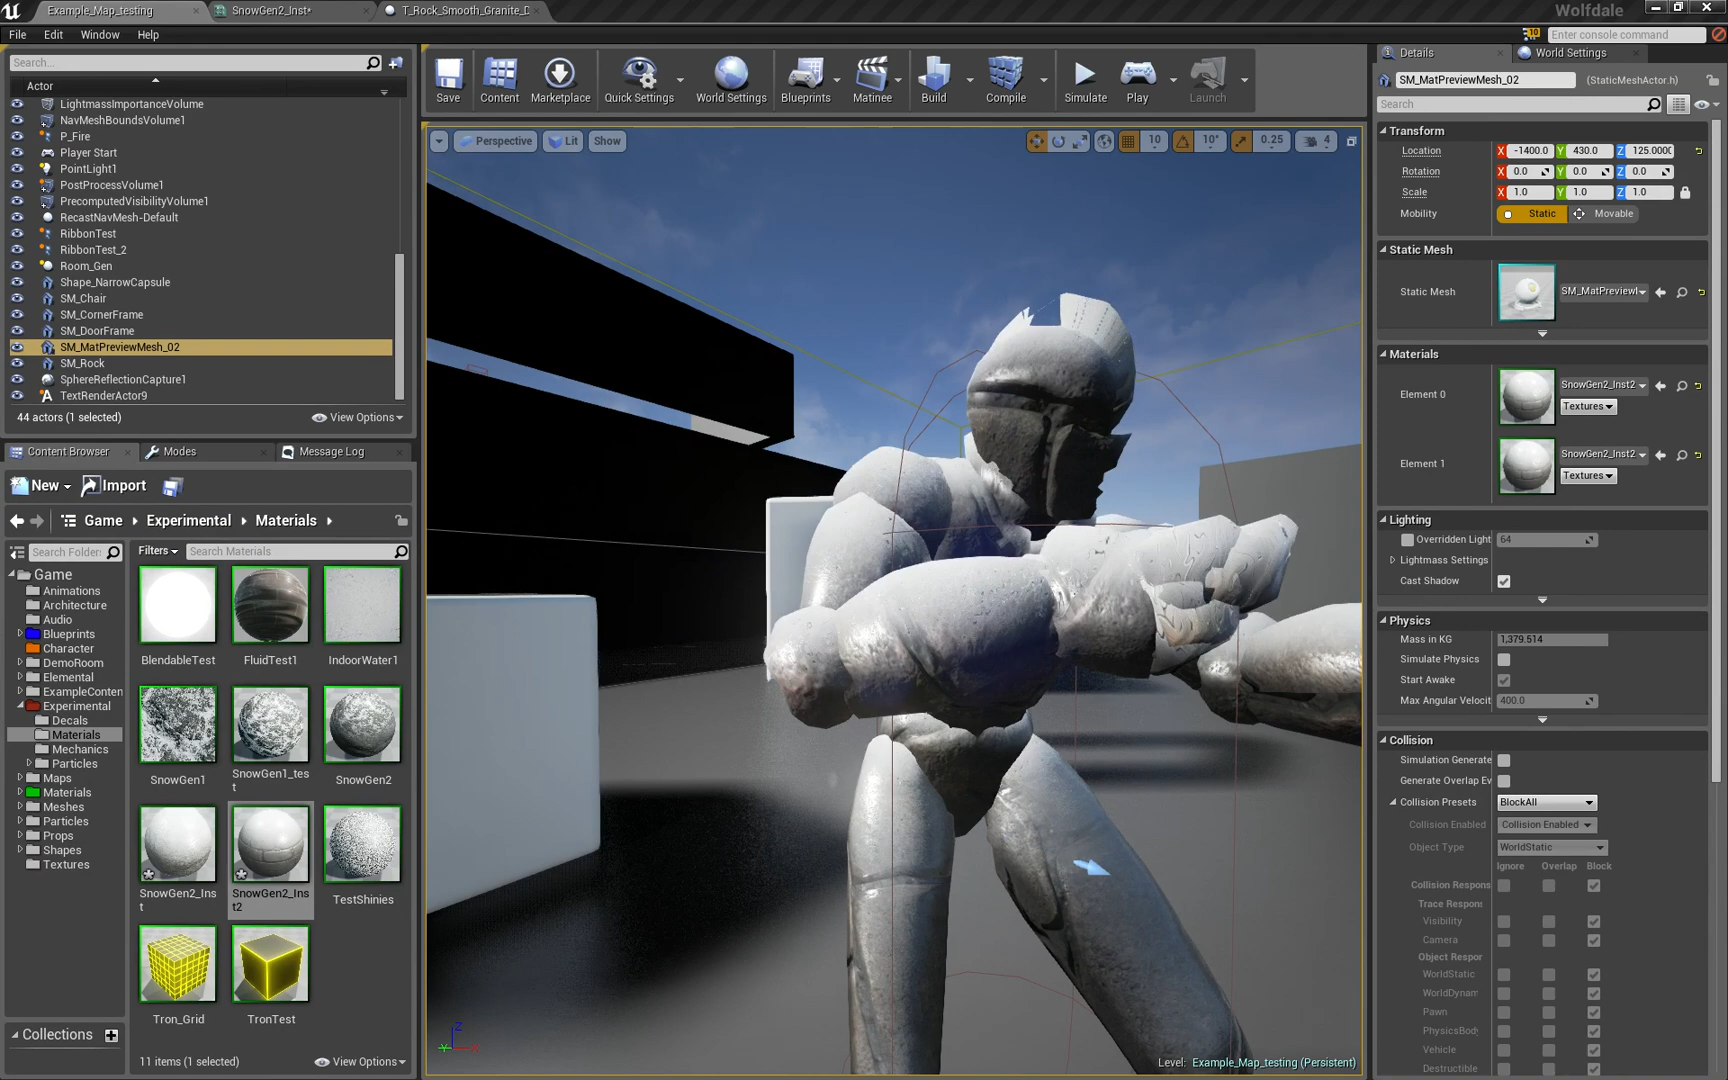 Example_Map_testing
SnowGen2_Inst*
T_Rock_Smooth_Granite_D
Wolfdale
File Edit Window Help
Enter console command
Search...
Actor
LightmassImportanceVolume
NavMeshBoundsVolume1
P_Fire
Player Start
PointLight1
PostProcessVolume1
PrecomputedVisibilityVolume1
RecastNavMesh-Default
RibbonTest
RibbonTest_2
Room_Gen
Shape_NarrowCapsule
SM_Chair
SM_CornerFrame
SM_DoorFrame
SM_MatPreviewMesh_02
SM_Rock
SphereReflectionCapture1
TextRenderActor9
44 actors (1 selected)
View Options
Content Browser
Modes
Message Log
New
Import
Game Experimental Materials
Search Folders
Filters
Search Materials
Game
Animations
Architecture
Audio
Blueprints
Character
DemoRoom
Elemental
ExampleConten
Experimental
Decals
Materials
Mechanics
Particles
Maps
Materials
Meshes
Particles
Props
Shapes
Textures
Collections
BlendableTest
FluidTest1
IndoorWater1
SnowGen1
SnowGen1_tes
t
SnowGen2
SnowGen2_Ins
t
SnowGen2_Ins
t2
TestShinies
Tron_Grid
TronTest
11 items (1 selected)
View Options
Save
Content
Marketplace
Quick Settings
World Settings
Blueprints
Matinee
Build
Compile
Simulate
Play
Launch
Perspective
Lit
Show
10
10°
0.25
4
Level: Example_Map_testing (Persistent)
Z
Y
X
Details
World Settings
SM_MatPreviewMesh_02
(StaticMeshActor.h)
Search
Transform
Location X -1400.0 Y 430.0 Z 125.0000
Rotation X 0.0 Y 0.0 Z 0.0
Scale X 1.0 Y 1.0 Z 1.0
Mobility Static Movable
Static Mesh
Static Mesh SM_MatPreviewM
Materials
Element 0 SnowGen2_Inst2
Textures
Element 1 SnowGen2_Inst2
Textures
Lighting
Overridden Light 64
Lightmass Settings
Cast Shadow
Physics
Mass in KG 1,379.514
Simulate Physics
Start Awake
Max Angular Velocit 400.0
Collision
Simulation Generate
Generate Overlap Ev
Collision Presets BlockAll
Collision Enabled Collision Enabled
Object Type WorldStatic
Ignore Overlap Block
Collision Respons
Trace Respons
Visibility
Camera
Object Respor
WorldStatic
WorldDynam
Pawn
PhysicsBody
Vehicle
Destructible